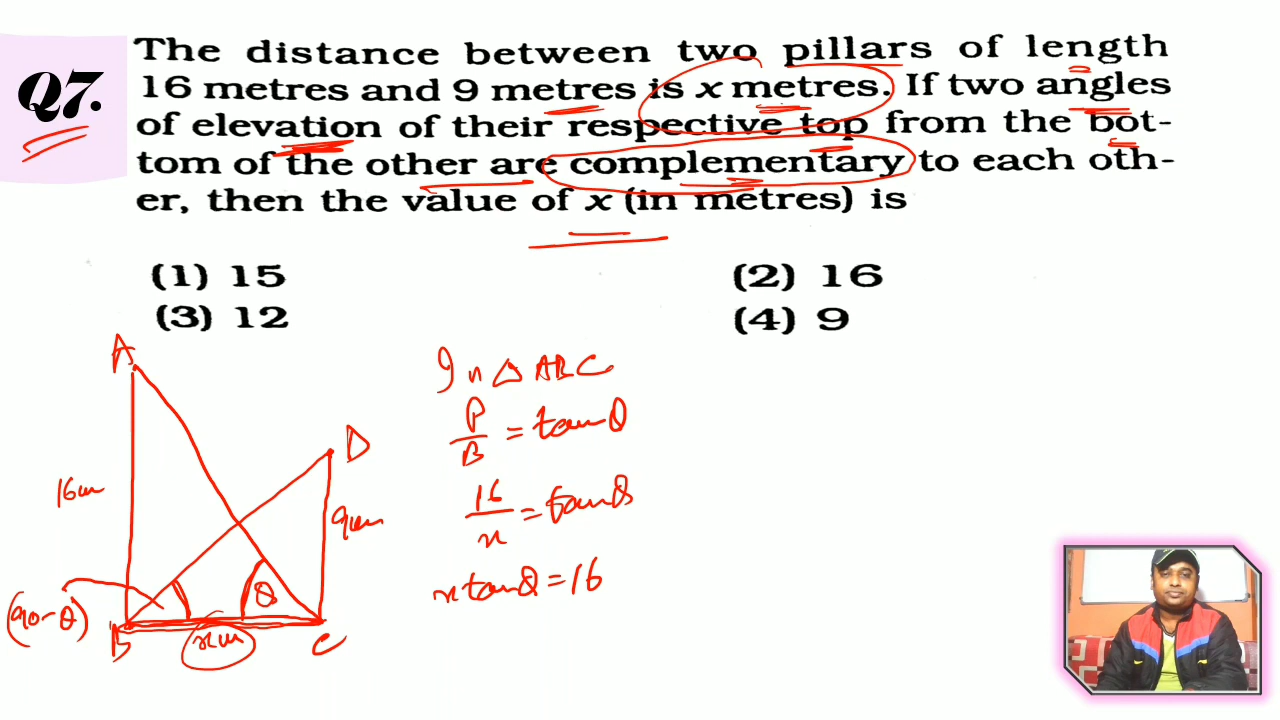 Q7.
The distance between two pillars of length
16 metres and 9 metres is x metres. If two angles
of elevation of their respective top from the bot-
tom of the other are complementary to each oth-
er, then the value of x (in metres) is
(1) 15
(2) 16
(3) 12
(4) 9
A
D
16m
9m
(90-θ)
θ
B
xm
C
In △ ABC
P/B = tanθ
16/x = tanθ
x tanθ = 16